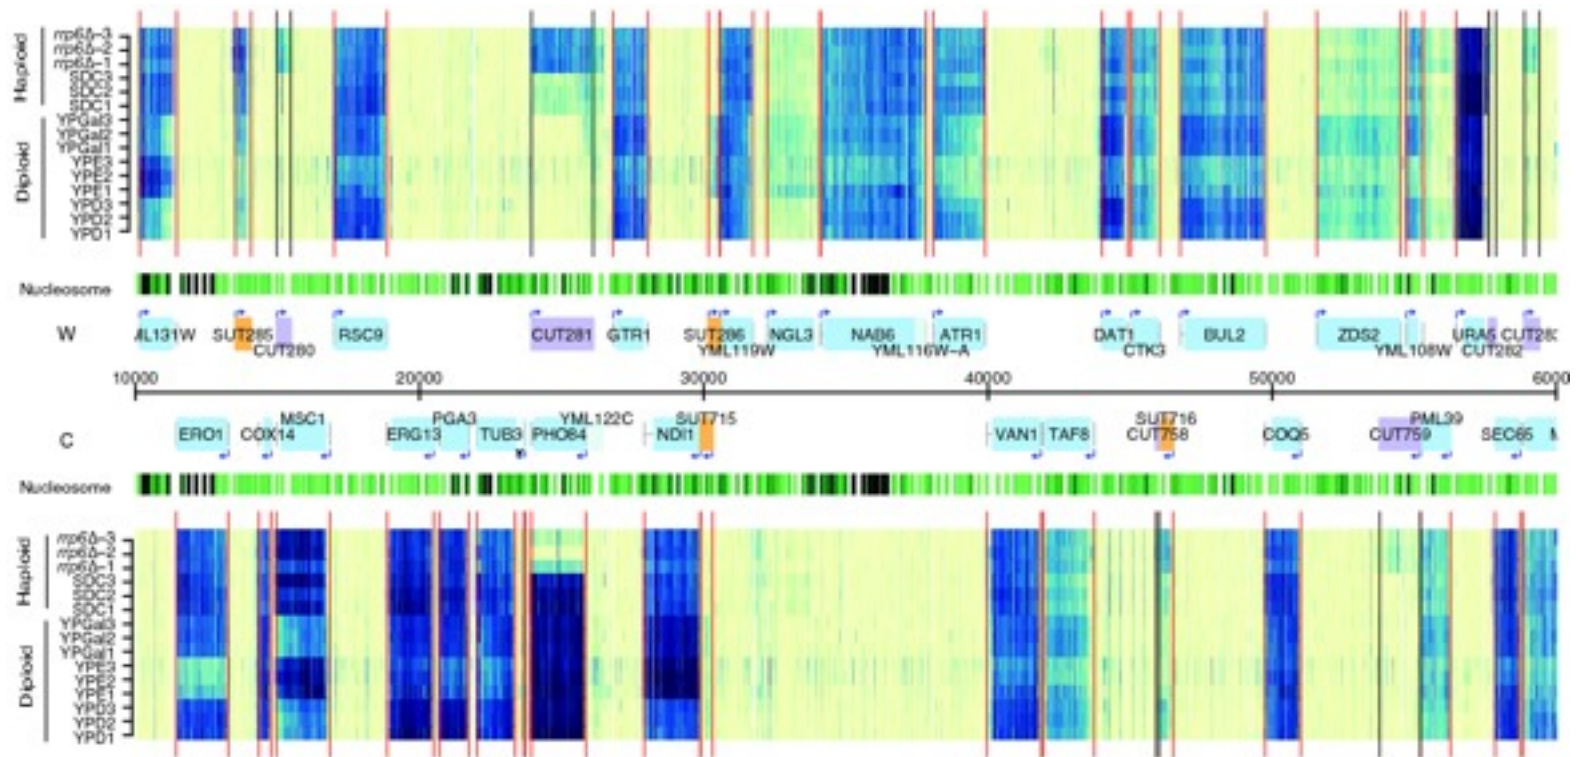 Haploid
rrp6Δ-3
rrp6Δ-2
rrp6Δ-1
SDC3
SDC2
SDC1
Diploid
YPGal3
YPGal2
YPGal1
YPE3
YPE2
YPE1
YPD3
YPD2
YPD1
Nucleosome
W
ML131W SUT285 RSC9 CUT281 GTR1 SUT286 NGL3 NAB6 ATR1 DAT1 BUL2 ZDS2 URA5
CUT280 YML119W YML116W-A CTK3 YML108W CUT282
10000 20000 30000 40000 50000
MSC1 PGA3 YML122C SUT715 SUT716 PML39
C
ERO1 COX14 ERG13 TUB3 PHO84 NDI1 VAN1 TAF8 CUT758 COQ5 CUT759 SEC65
Nucleosome
Haploid
rrp6Δ-3
rrp6Δ-2
rrp6Δ-1
SDC3
SDC2
SDC1
Diploid
YPGal3
YPGal2
YPGal1
YPE3
YPE2
YPE1
YPD3
YPD2
YPD1